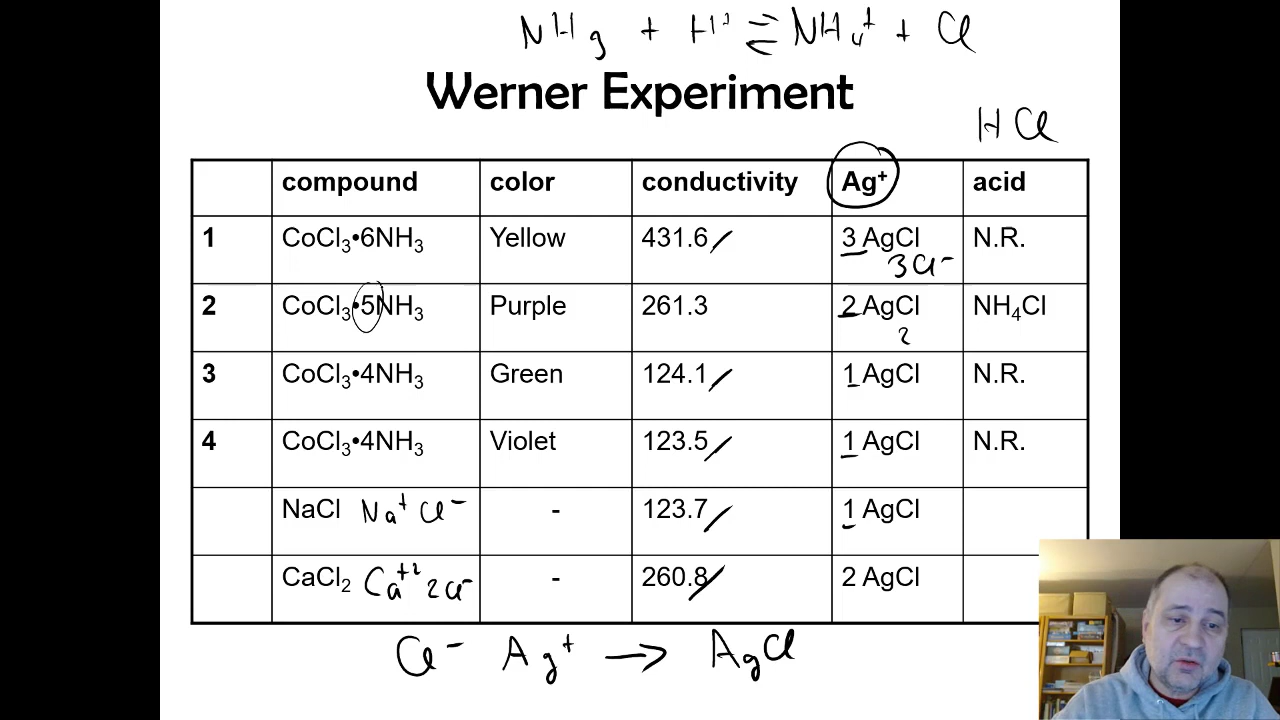 NH3 + H+ ⇌ NH4+ + Cl
Werner Experiment
HCl
compound color conductivity Ag⁺ acid
1 CoCl₃•6NH₃ Yellow 431.6 3 AgCl N.R.
3Cl⁻
2 CoCl₃•5NH₃ Purple 261.3 2 AgCl NH₄Cl
2
3 CoCl₃•4NH₃ Green 124.1 1 AgCl N.R.
4 CoCl₃•4NH₃ Violet 123.5 1 AgCl N.R.
NaCl Na⁺ Cl⁻ - 123.7 1 AgCl
CaCl₂ Ca⁺² 2Cl⁻ - 260.8 2 AgCl
Cl⁻ Ag⁺ → AgCl